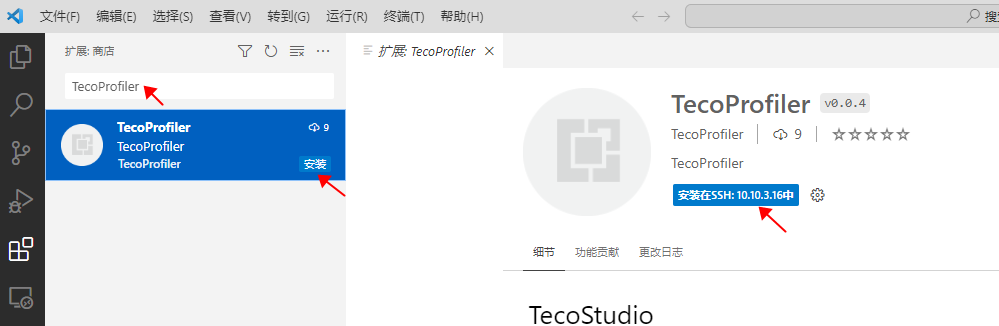 文件(F) 编辑(E) 选择(S) 查看(V) 转到(G) 运行(R) 终端(T) 帮助(H)
扩展: 商店
TecoProfiler
TecoProfiler
9
TecoProfiler
TecoProfiler
安装
扩展: TecoProfiler
TecoProfiler v0.0.4
TecoProfiler 9
TecoProfiler
安装在SSH: 10.10.3.16中
细节 功能贡献 更改日志
TecoStudio